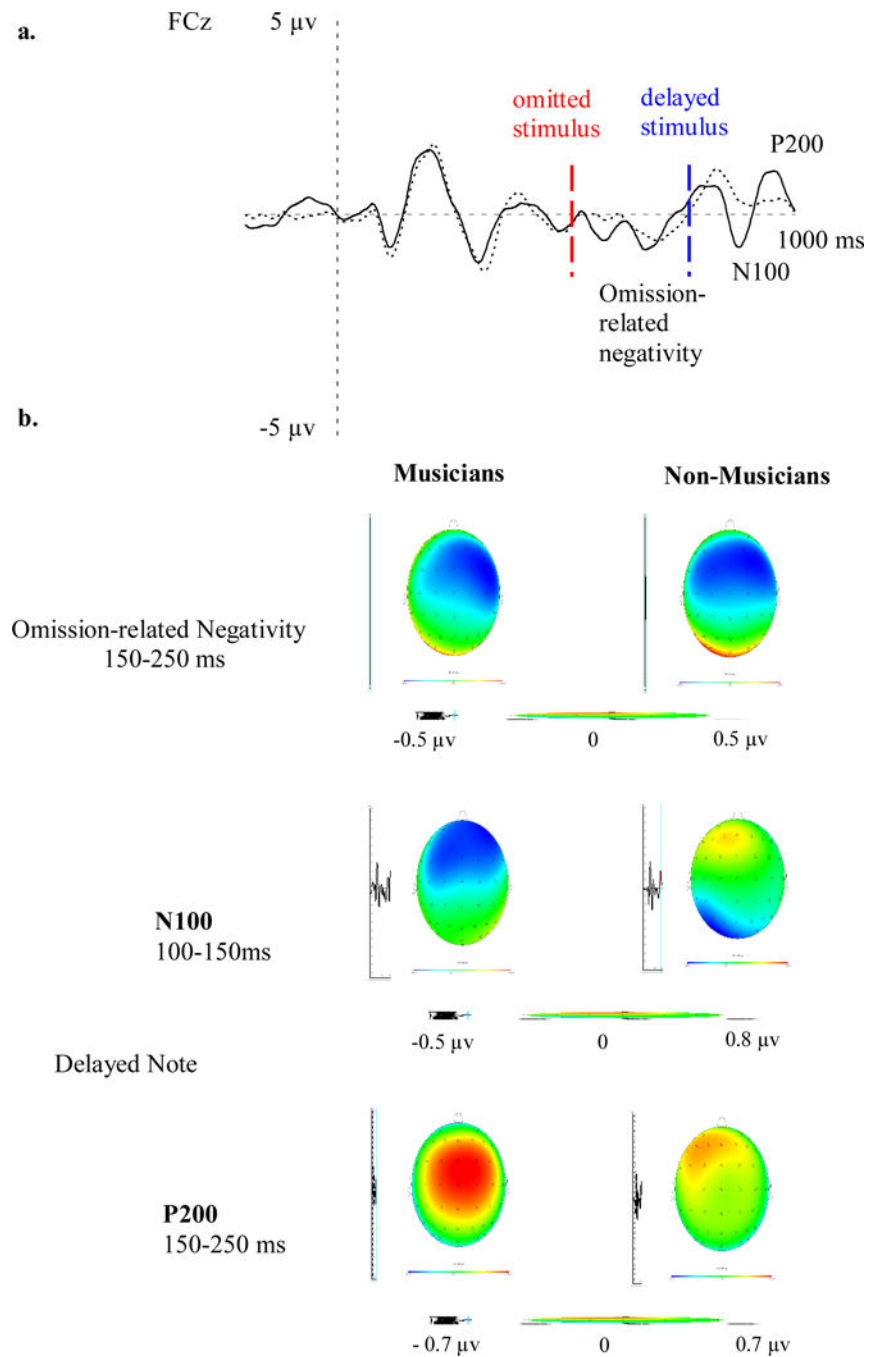 a.
FCz 5 µv
omitted stimulus
delayed stimulus
P200
1000 ms
N100
Omission-related negativity
-5 µv
b.
Musicians Non-Musicians
Omission-related Negativity
150-250 ms
-0.5 µv 0 0.5 µv
N100
100-150ms
-0.5 µv 0 0.8 µv
Delayed Note
P200
150-250 ms
- 0.7 µv 0 0.7 µv